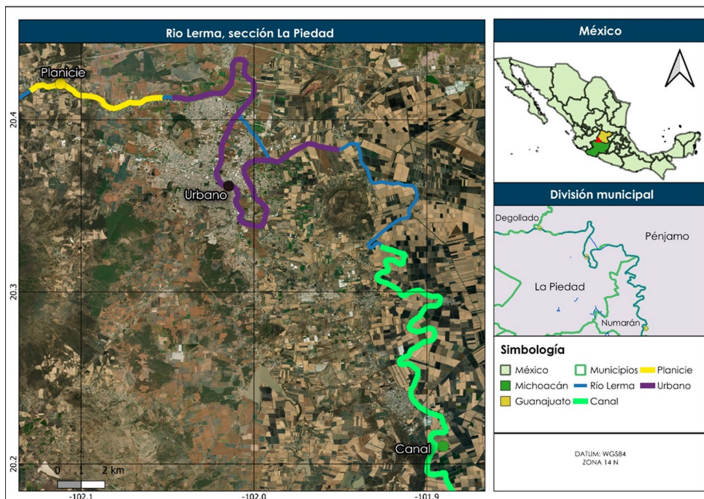 Rio Lerma, sección La Piedad
Planicie
Urbano
Canal
20.4
20.3
20.2
-102.1
-102.0
-101.9
0 1 2 km
México
División municipal
Degollado
Pénjamo
La Piedad
Numarán
Simbología
México Municipios Planicie
Michoacán Río Lerma Urbano
Guanajuato Canal
DATUM: WGS84
ZONA 14 N